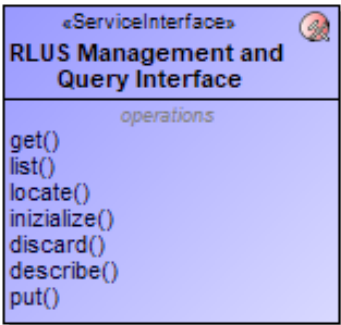 «ServiceInterface»
RLUS Management and
Query Interface
operations
get()
list()
locate()
inizialize()
discard()
describe()
put()